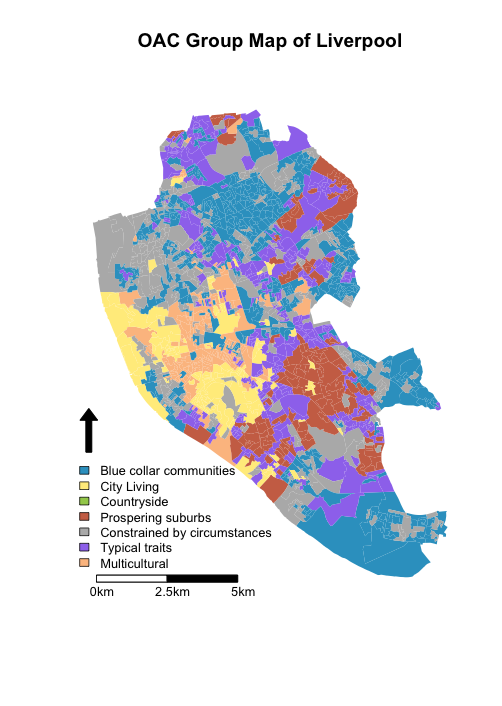 OAC Group Map of Liverpool
Blue collar communities
City Living
Countryside
Prospering suburbs
Constrained by circumstances
Typical traits
Multicultural
0km 2.5km 5km